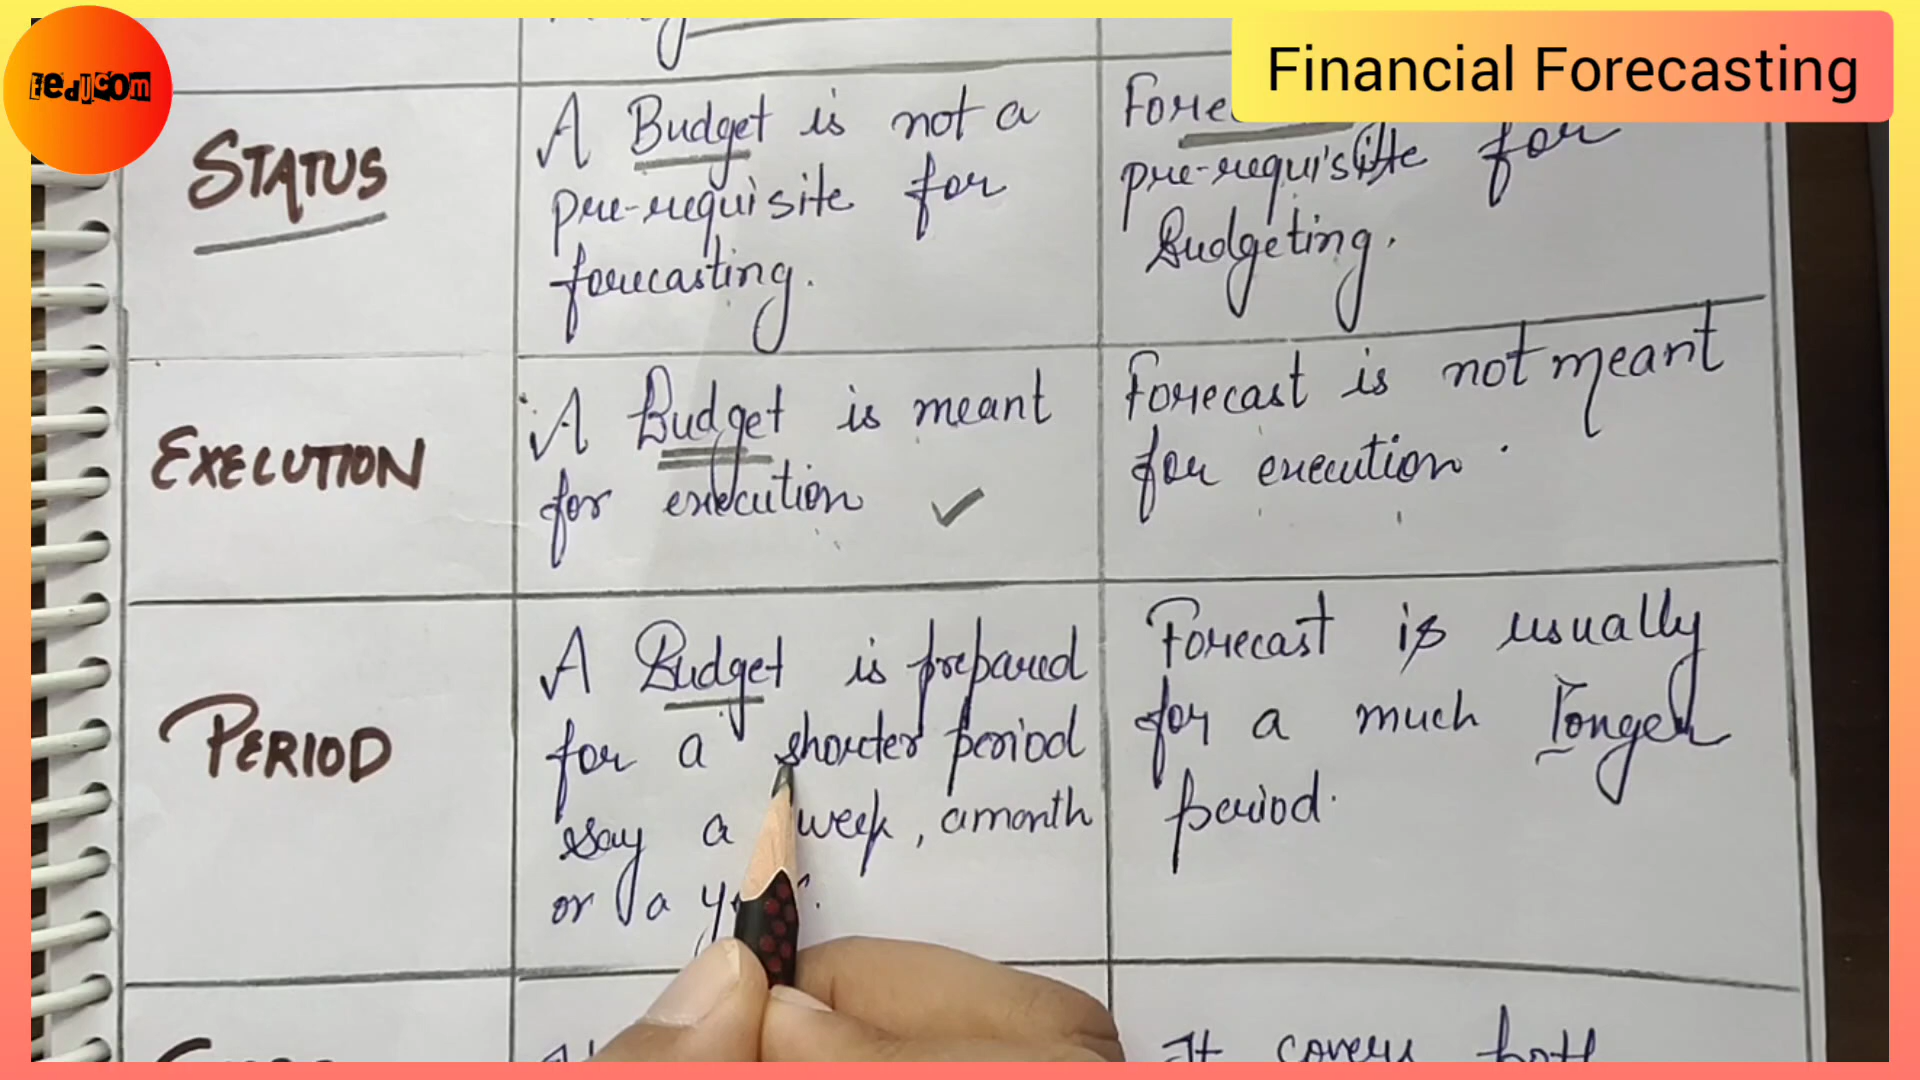 EeduCom
Financial Forecasting
STATUS
A Budget is not a
pre-requisite for
forecasting.
pre-requisite for
Budgeting.
EXECUTION
A Budget is meant
for execution
Forecast is not meant
for execution.
PERIOD
A Budget is prepared
for a shorter period
say a week, a month
or a
Forecast is usually
for a much longer
period.
It covers both